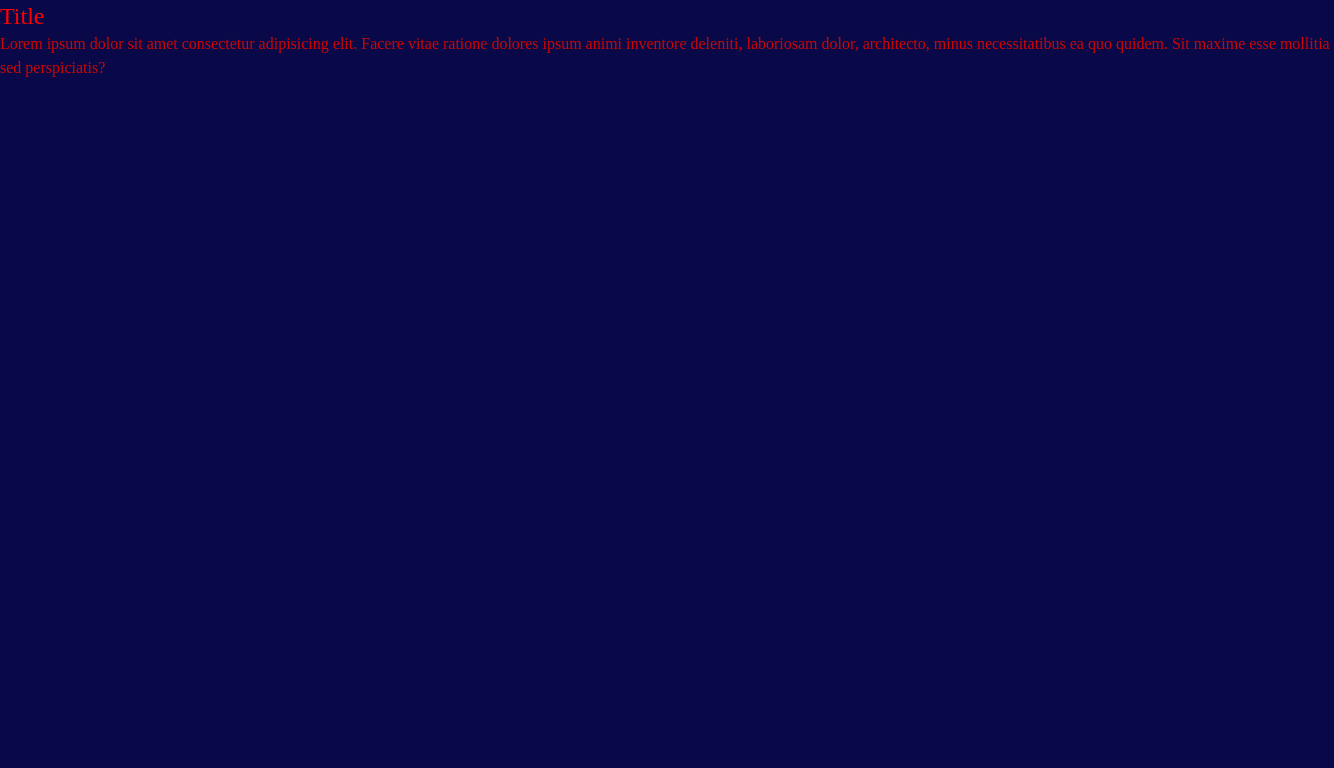 Title
Lorem ipsum dolor sit amet consectetur adipisicing elit. Facere vitae ratione dolores ipsum animi inventore deleniti, laboriosam dolor, architecto, minus necessitatibus ea quo quidem. Sit maxime esse mollitia
sed perspiciatis?